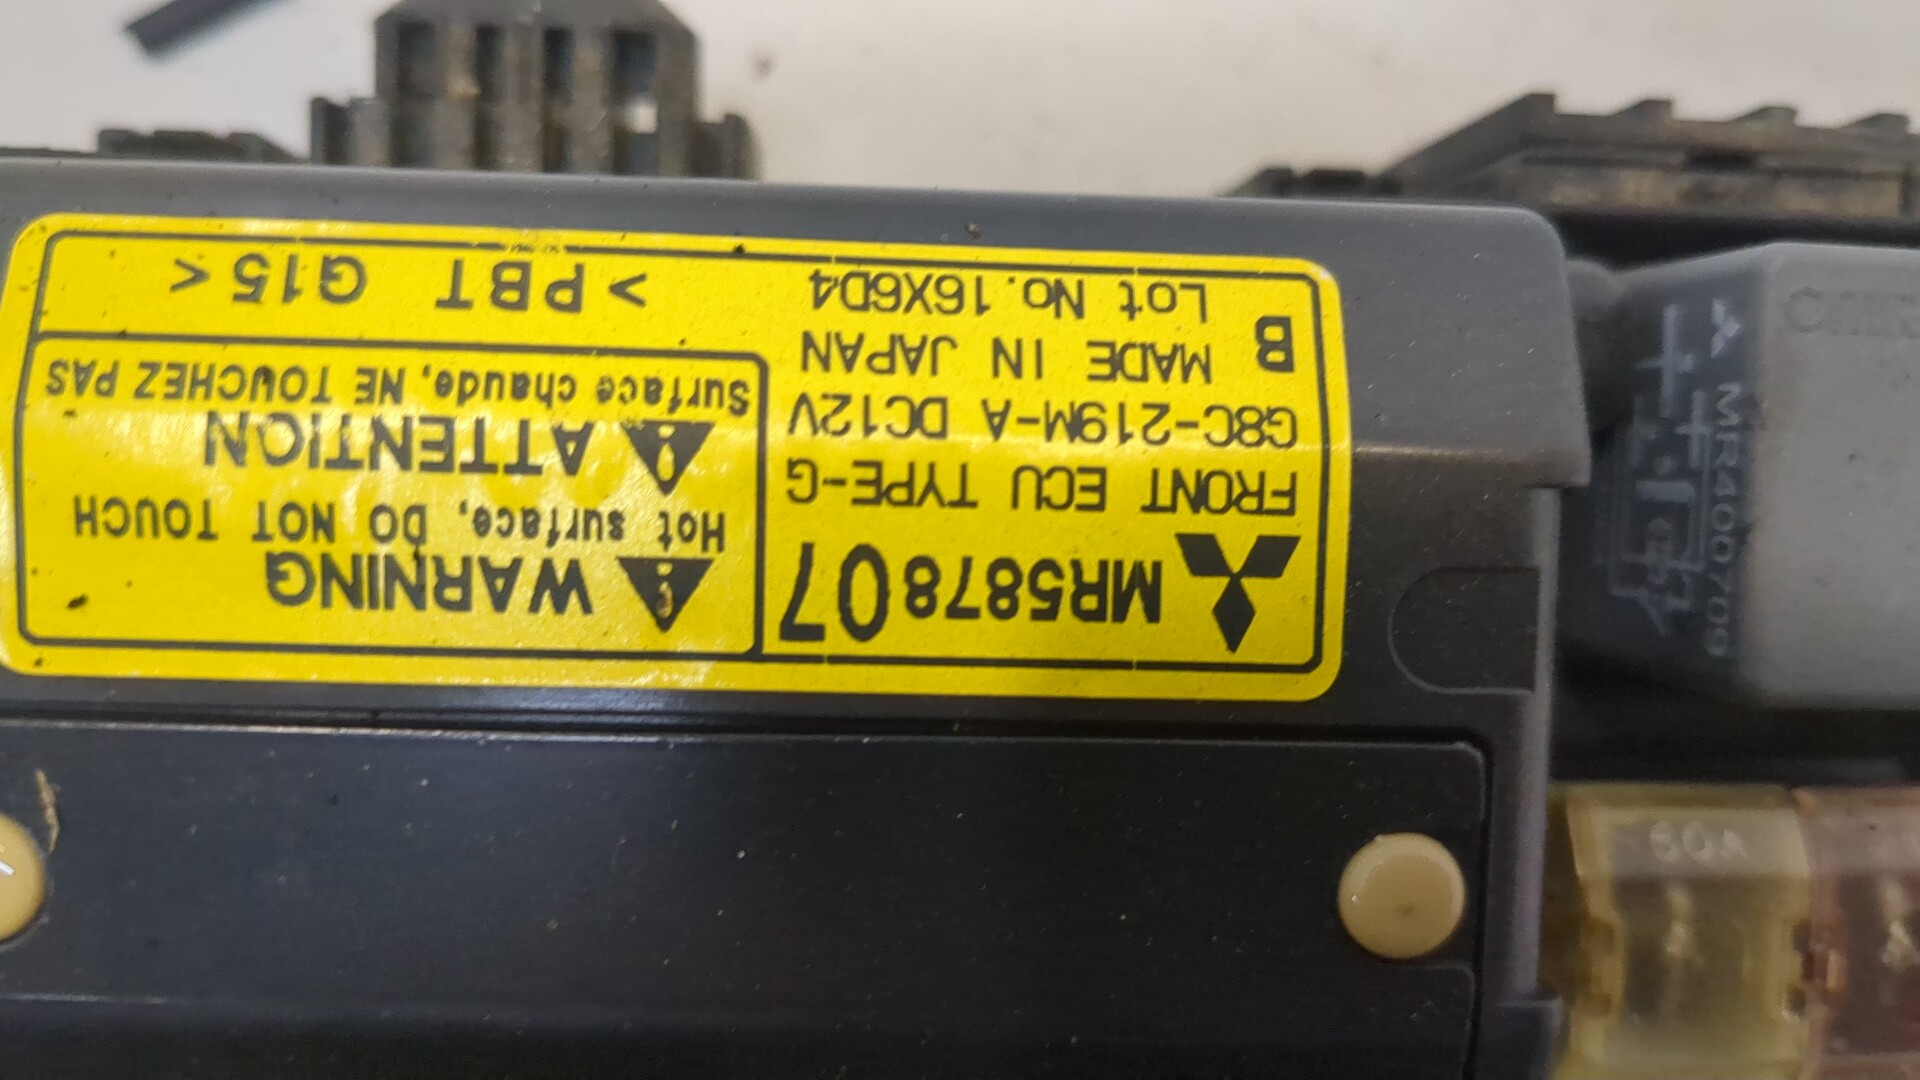 MR587807
FRONT ECU TYPE-G
G8C-219M-A DC12V
MADE IN JAPAN
B
Lot No.16X6D4
WARNING
Hot surface, DO NOT TOUCH
ATTENTION
Surface chaude, NE TOUCHEZ PAS
>PBT G15<
MR400709
60A